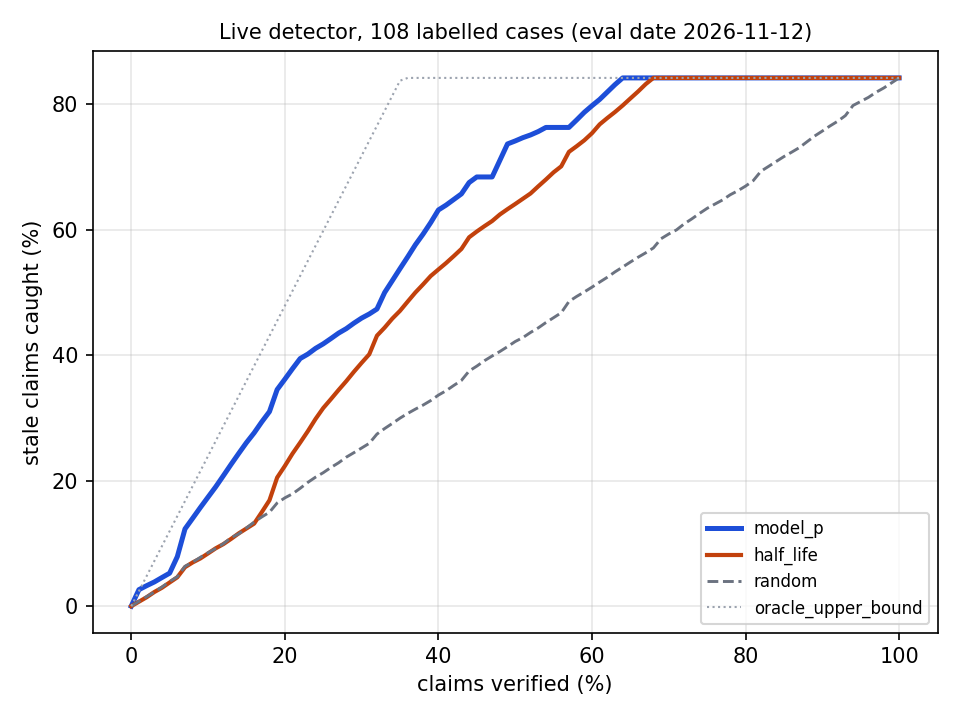 Live detector, 108 labelled cases (eval date 2026-11-12)
stale claims caught (%)
80
60
40
20
0
0 20 40 60 80 100
claims verified (%)
model_p
half_life
random
oracle_upper_bound